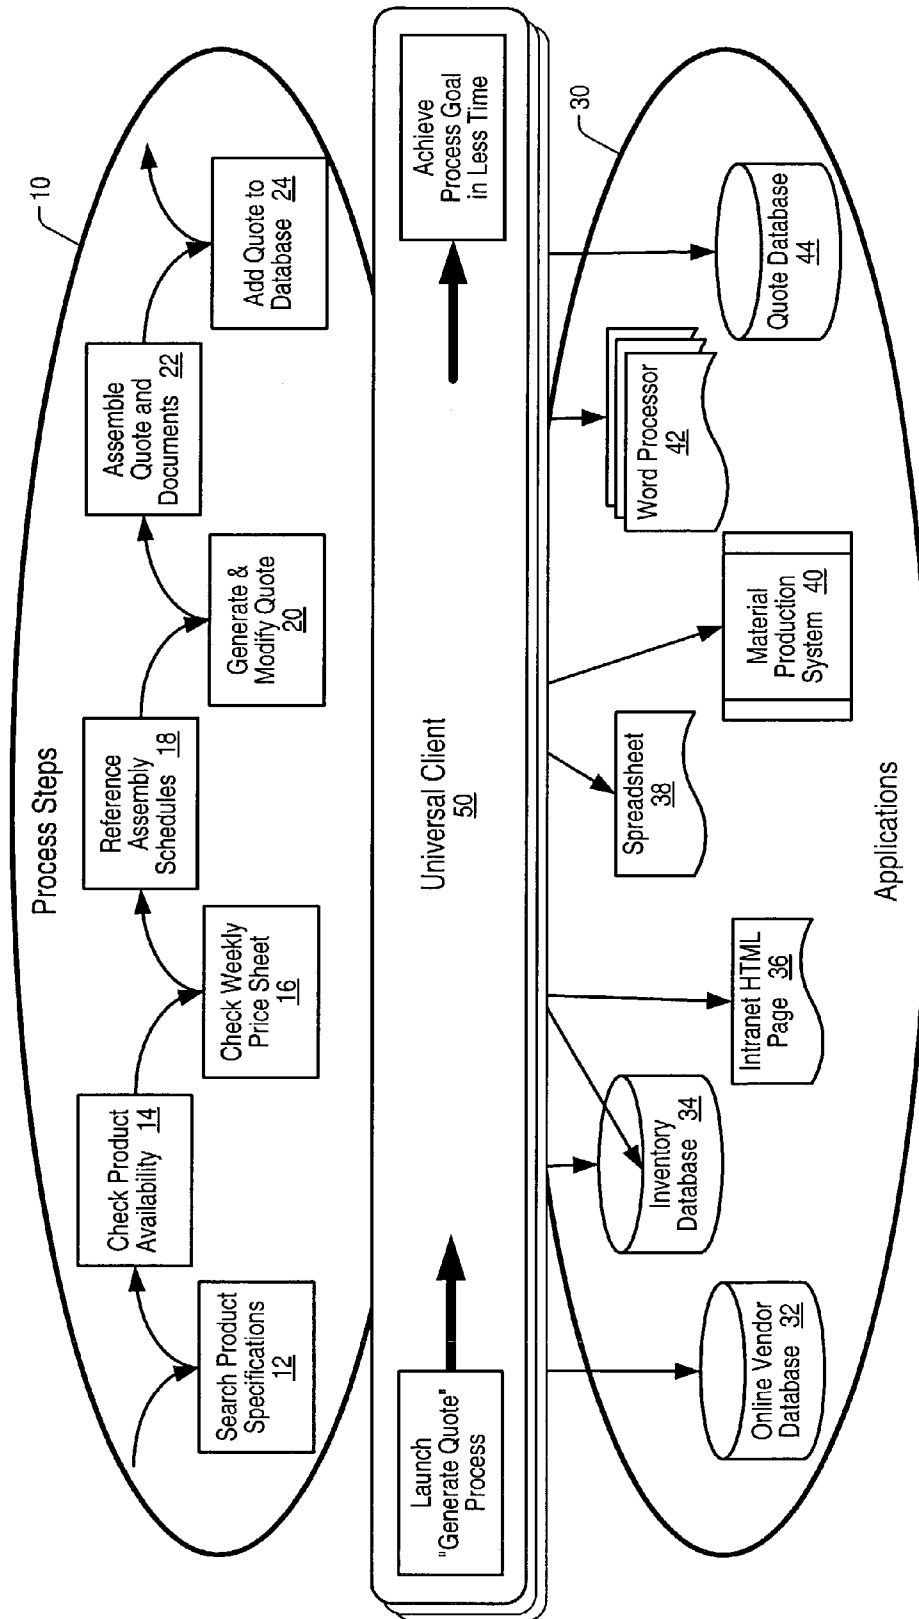 10
Process Steps
Search Product
Specifications
12
Check Product
Availability 14
Check Weekly
Price Sheet
16
Reference
Assembly
Schedules 18
Generate &
Modify Quote
20
Assemble
Quote and
Documents 22
Add Quote to
Database 24
Launch
"Generate Quote"
Process
Universal Client
50
Achieve
Process Goal
in Less Time
30
Online Vendor
Database 32
Inventory
Database 34
Intranet HTML
Page 36
Spreadsheet
38
Material
Production
System 40
Word Processor
42
Quote Database
44
Applications